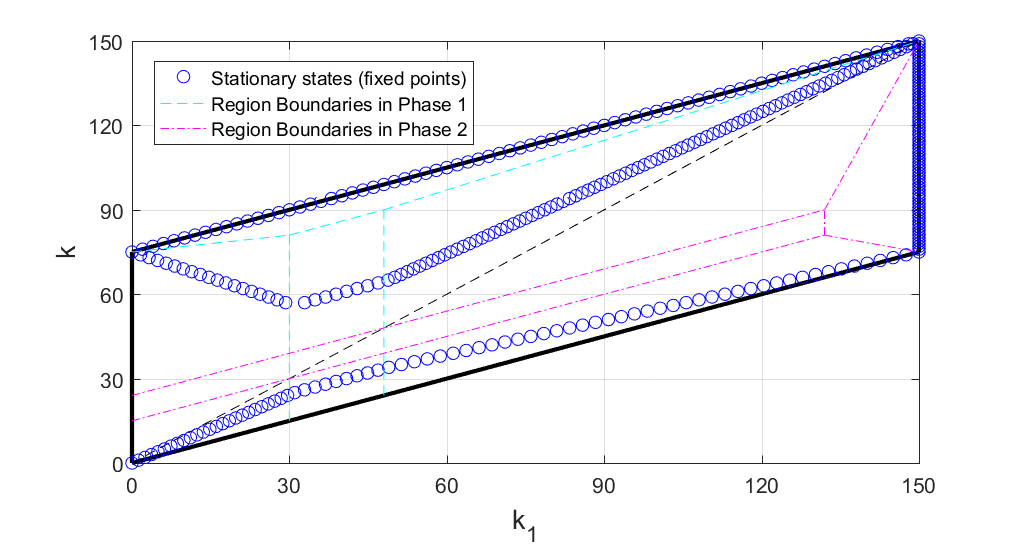 150
120
90
60
30
0
k
Stationary states (fixed points)
Region Boundaries in Phase 1
Region Boundaries in Phase 2
0 30 60 90 120 150
k₁